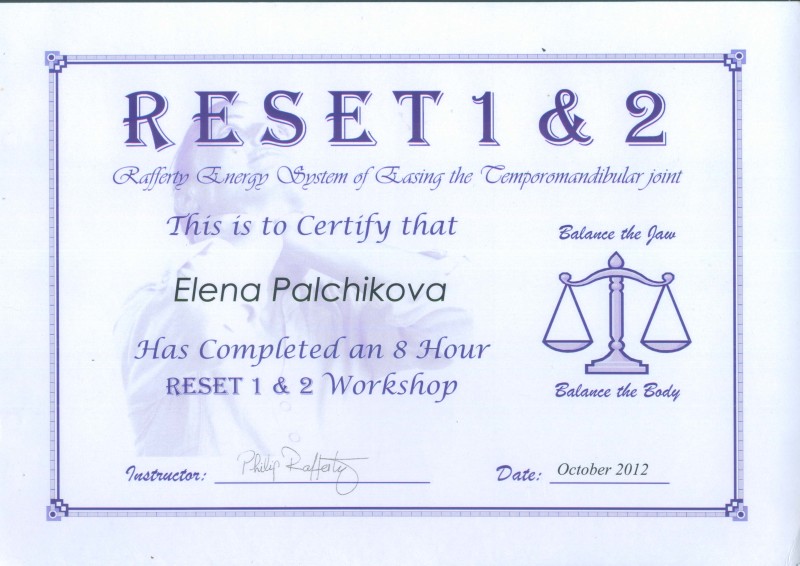 RESET 1 & 2
Rafferty Energy System of Easing the Temporomandibular joint
This is to Certify that
Balance the Jaw
Elena Palchikova
Has Completed an 8 Hour
RESET 1 & 2 Workshop
Balance the Body
Instructor: Philip Rafferty
Date: October 2012